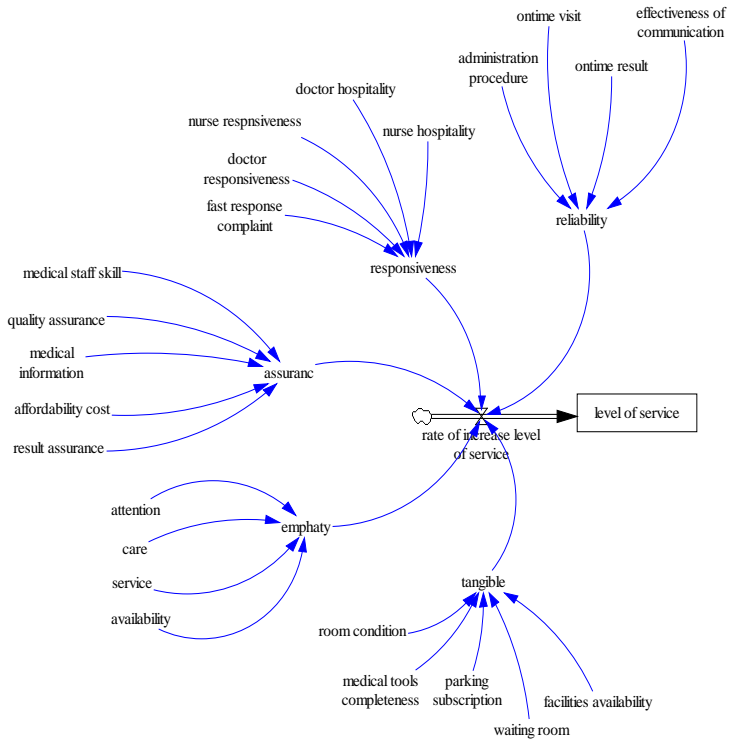 ontime visit
effectiveness of
communication
administration
procedure
ontime result
doctor hospitality
nurse respnsiveness
nurse hospitality
doctor
responsiveness
fast response
complaint
reliability
responsiveness
medical staff skill
quality assurance
medical
information
assuranc
affordability cost
result assurance
level of service
rate of increase level
of service
attention
emphaty
care
service
availability
tangible
room condition
medical tools
completeness
parking
subscription
facilities availability
waiting room